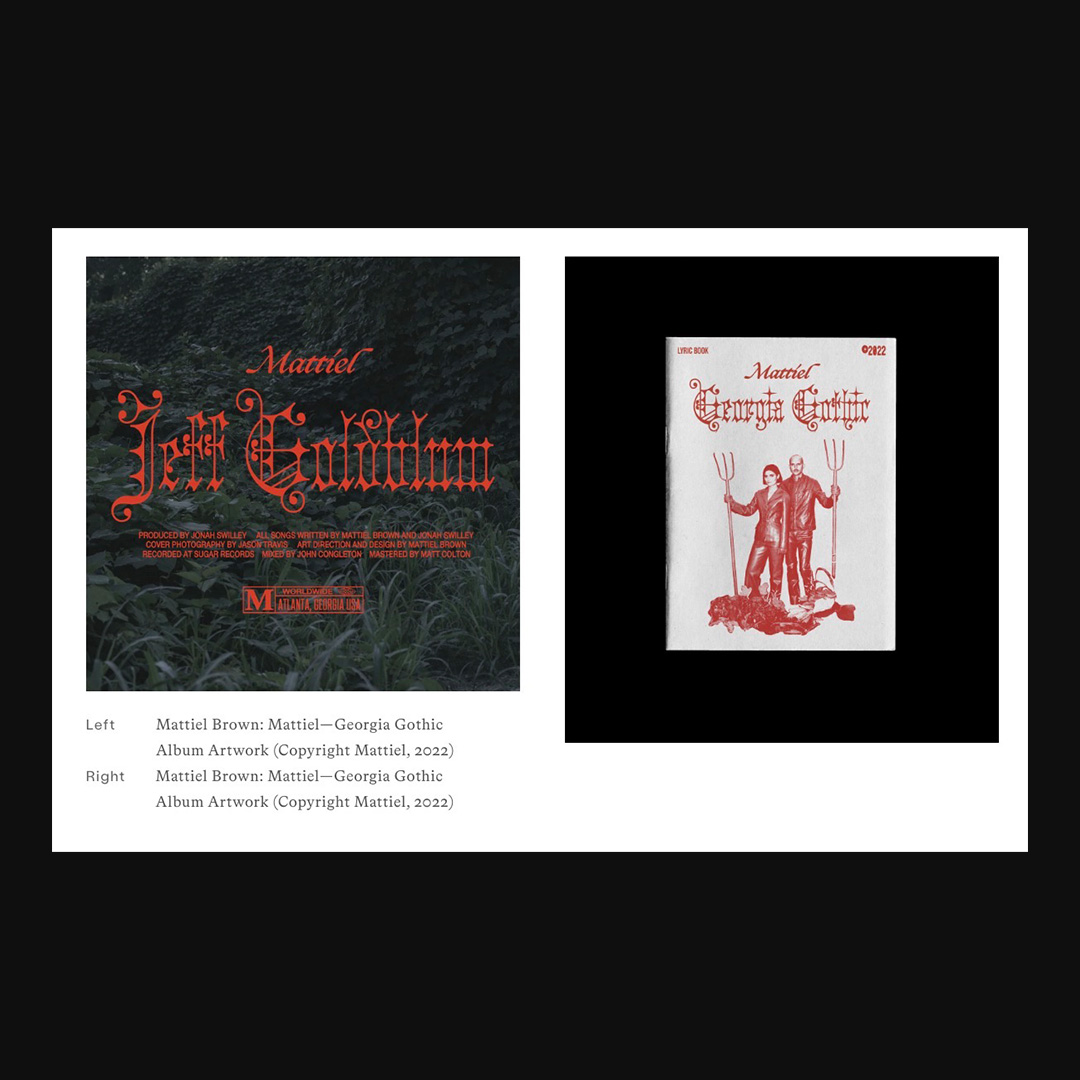 Mattiel
Jeff Goldblum
PRODUCED BY JONAH SWILLEY ALL SONGS WRITTEN BY MATTIEL BROWN AND JONAH SWILLEY
COVER PHOTOGRAPHY BY JASON TRAVIS ART DIRECTION AND DESIGN BY MATTIEL BROWN
RECORDED AT SUGAR RECORDS MIXED BY JOHN CONGLETON MASTERED BY MATT COLTON
M
WORLDWIDE
ATLANTA, GEORGIA USA
LYRIC BOOK
©2022
Mattiel
Georgia Gothic
Left
Mattiel Brown: Mattiel—Georgia Gothic
Album Artwork (Copyright Mattiel, 2022)
Right
Mattiel Brown: Mattiel—Georgia Gothic
Album Artwork (Copyright Mattiel, 2022)